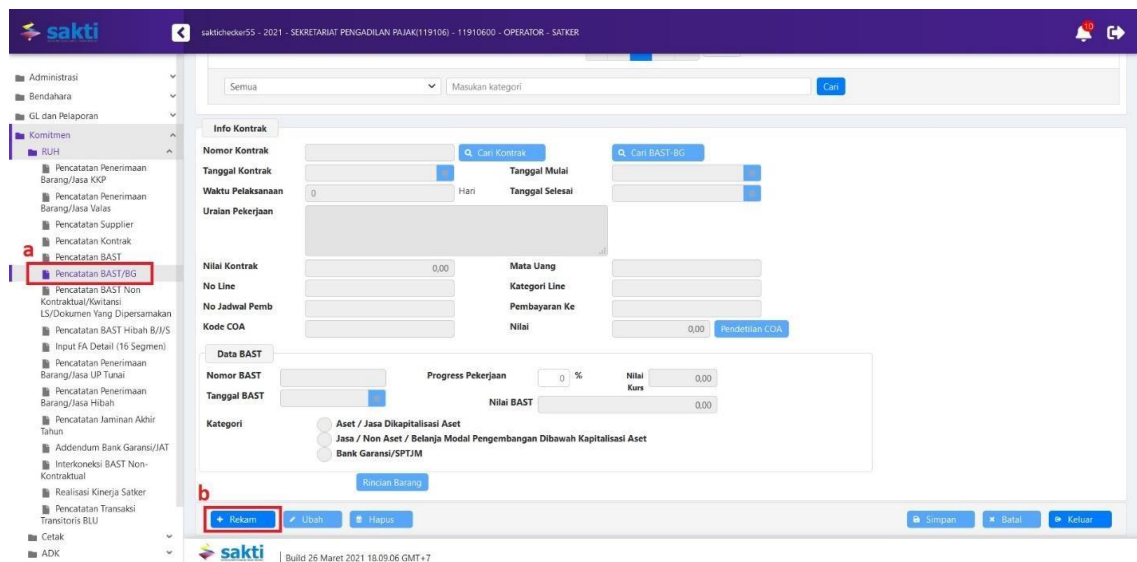 sakti
saktichecker55 - 2021 - SEKRETARIAT PENGADILAN PAJAK(119106) - 11910600 - OPERATOR - SATKER
10
Administrasi
Bendahara
GL dan Pelaporan
Komitmen
RUH
Pencatatan Penerimaan
Barang/Jasa KKP
Pencatatan Penerimaan
Barang/Jasa Valas
Pencatatan Supplier
Pencatatan Kontrak
a
Pencatatan BAST
Pencatatan BAST/BG
Pencatatan BAST Non
Kontraktual/Kwitansi
LS/Dokumen Yang Dipersamakan
Pencatatan BAST Hibah B/J/S
Input FA Detail (16 Segmen)
Pencatatan Penerimaan
Barang/Jasa UP Tunai
Pencatatan Penerimaan
Barang/Jasa Hibah
Pencatatan Jaminan Akhir
Tahun
Addendum Bank Garansi/JAT
Interkoneksi BAST Non-
Kontraktual
Realisasi Kinerja Satker
Pencatatan Transaksi
Transitoris BLU
Cetak
ADK
Semua Masukan kategori Cari
Info Kontrak
Nomor Kontrak Cari Kontrak Cari BAST-BG
Tanggal Kontrak Tanggal Mulai
Waktu Pelaksanaan 0 Hari Tanggal Selesai
Uraian Pekerjaan
Nilai Kontrak 0,00 Mata Uang
No Line Kategori Line
No Jadwal Pemb Pembayaran Ke
Kode COA Nilai 0,00 Pendetilan COA
Data BAST
Nomor BAST Progress Pekerjaan 0 % Nilai Kurs 0,00
Tanggal BAST Nilai BAST 0,00
Kategori Aset / Jasa Dikapitalisasi Aset
Jasa / Non Aset / Belanja Modal Pengembangan Dibawah Kapitalisasi Aset
Bank Garansi/SPTJM
Rincian Barang
b
+ Rekam Ubah Hapus Simpan × Batal Keluar
sakti | Build 26 Maret 2021 18.09.06 GMT+7